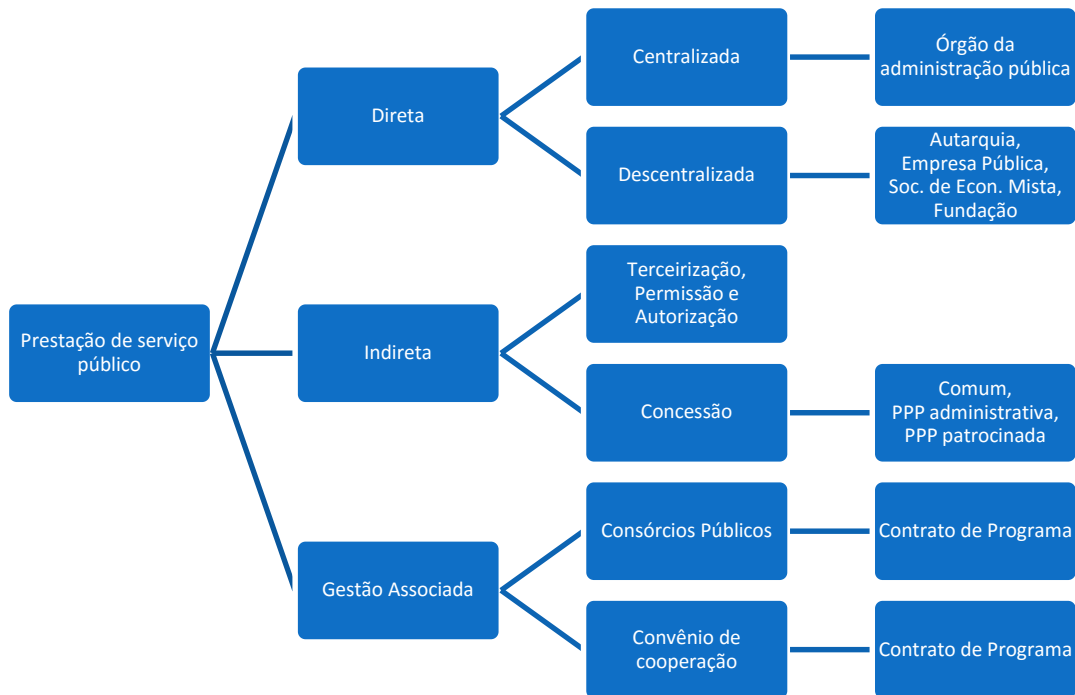 Prestação de serviço
público
Direta
Centralizada
Órgão da
administração pública
Descentralizada
Autarquia,
Empresa Pública,
Soc. de Econ. Mista,
Fundação
Indireta
Terceirização,
Permissão e
Autorização
Concessão
Comum,
PPP administrativa,
PPP patrocinada
Gestão Associada
Consórcios Públicos
Contrato de Programa
Convênio de
cooperação
Contrato de Programa